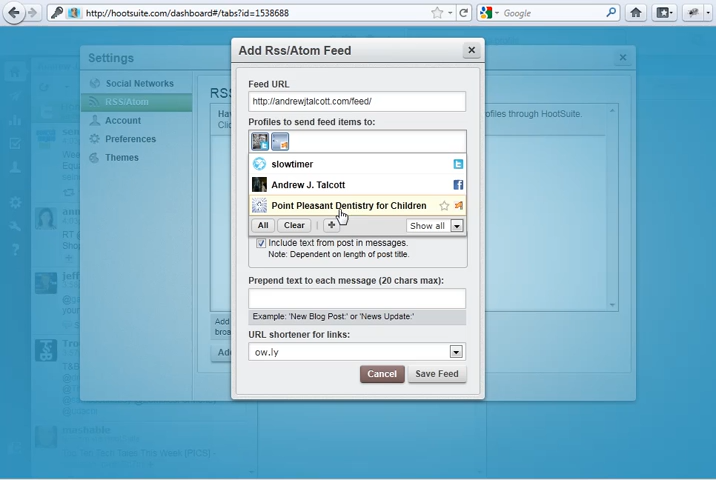 http://hootsuite.com/dashboard#/tabs?id=1538688
Google
Settings
Social Networks
RSS/Atom
Account
Preferences
Themes
Add Rss/Atom Feed
Feed URL
http://andrewjtalcott.com/feed/
Profiles to send feed items to:
slowtimer
Andrew J. Talcott
Point Pleasant Dentistry for Children
All
Clear
Show all
Include text from post in messages.
Note: Dependent on length of post title.
Prepend text to each message (20 chars max):
Example: 'New Blog Post:' or 'News Update:'
URL shortener for links:
ow.ly
Cancel
Save Feed
ofiles through HootSuite.